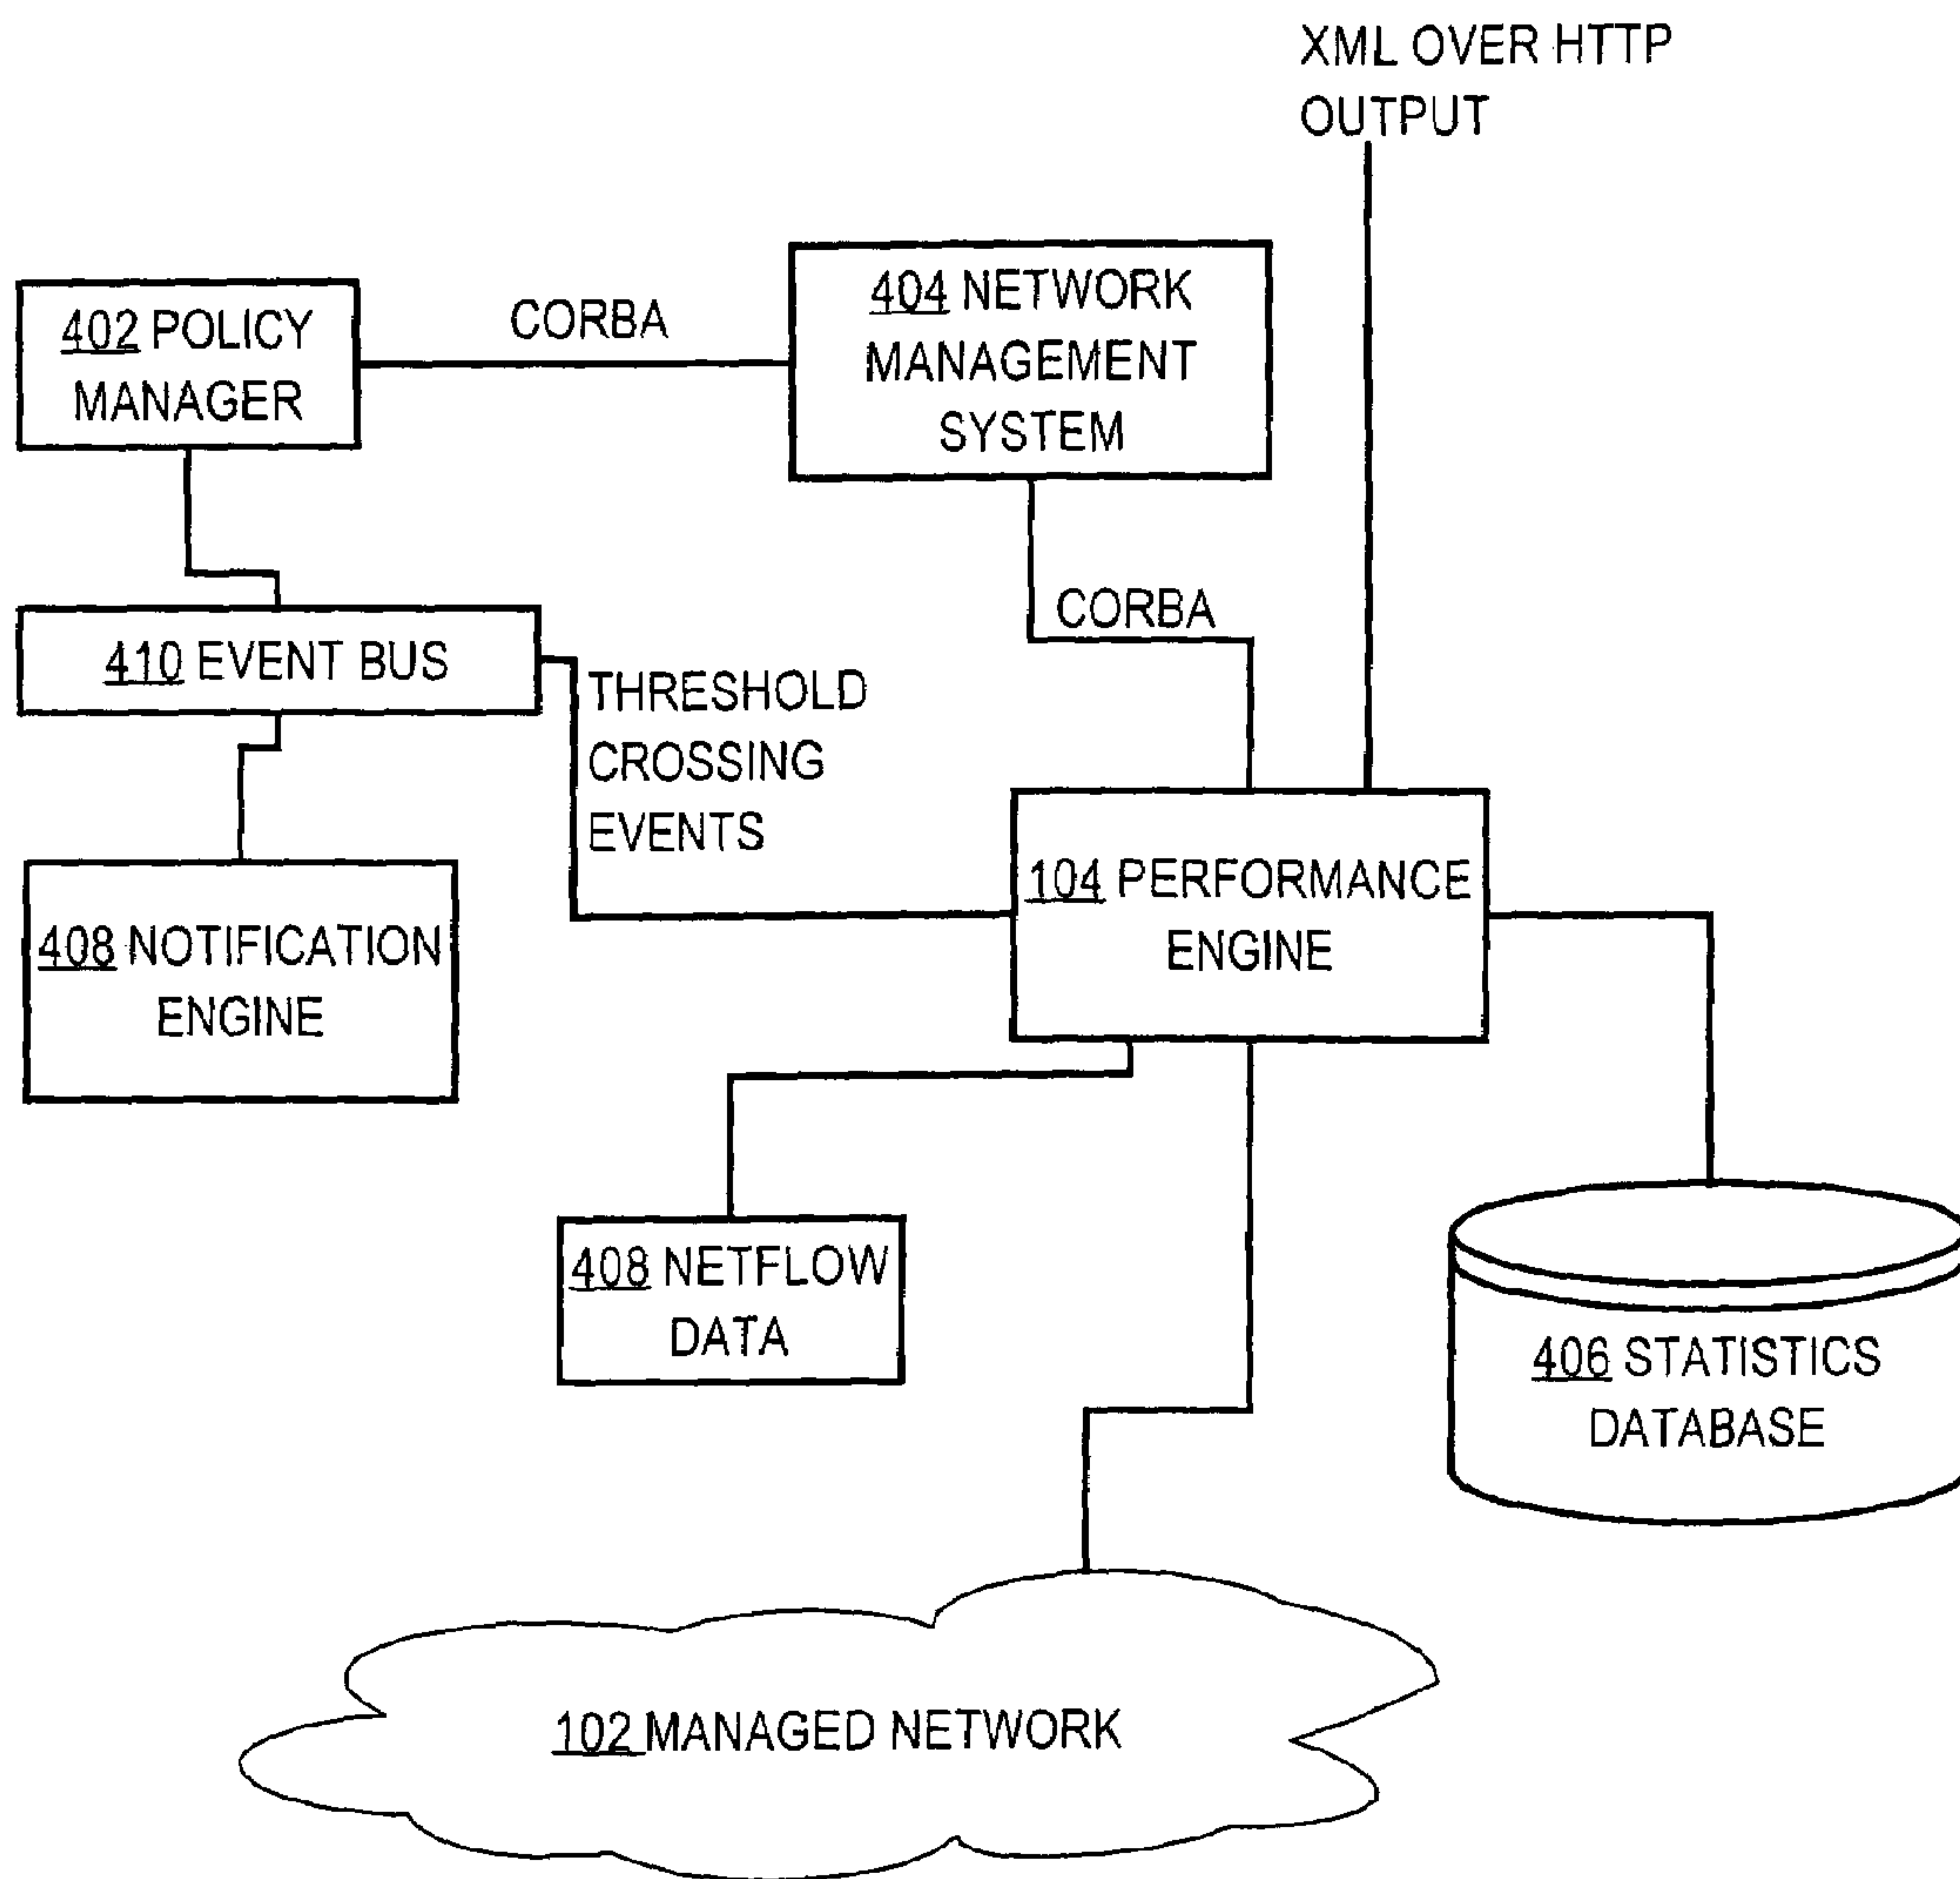 XML OVER HTTP
OUTPUT
402 POLICY
MANAGER
CORBA
404 NETWORK
MANAGEMENT
SYSTEM
CORBA
410 EVENT BUS
THRESHOLD
CROSSING
EVENTS
104 PERFORMANCE
ENGINE
408 NOTIFICATION
ENGINE
408 NETFLOW
DATA
406 STATISTICS
DATABASE
102 MANAGED NETWORK